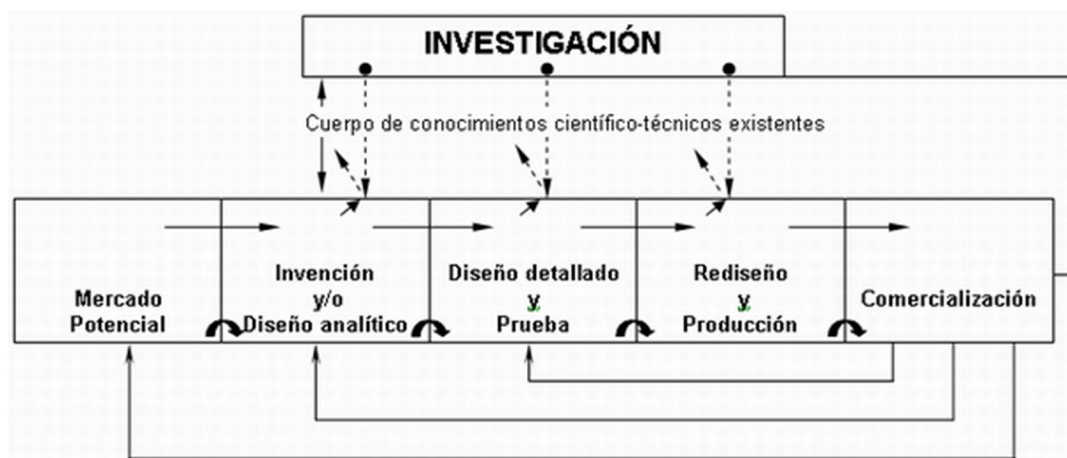 INVESTIGACIÓN
Cuerpo de conocimientos científico-técnicos existentes
Mercado
Potencial
Invención
y/o
Diseño analítico
Diseño detallado
y
Prueba
Rediseño
y
Producción
Comercialización